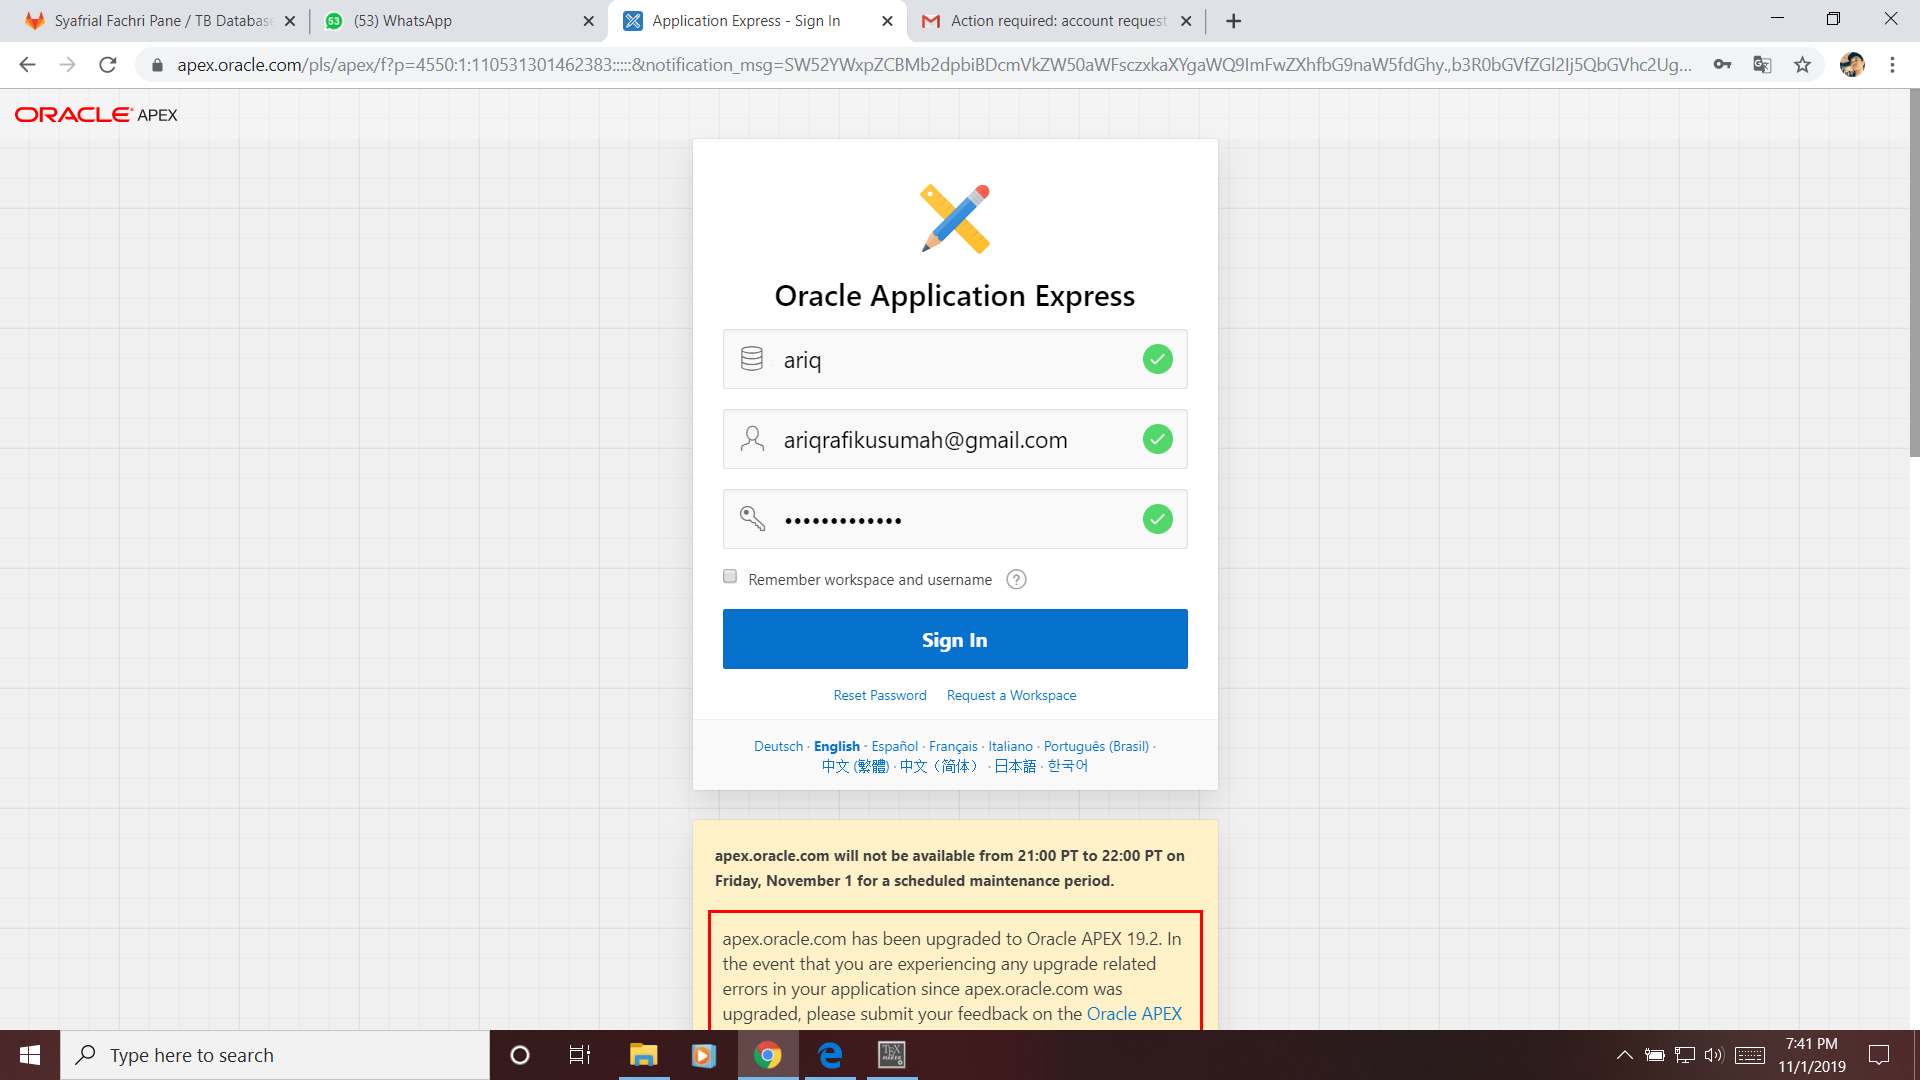 Syafrial Fachri Pane / TB Database
(53) WhatsApp
Application Express - Sign In
Action required: account request
apex.oracle.com/pls/apex/f?p=4550:1:110531301462383:::::&notification_msg=SW52YWxpZCBMb2dpbiBDcmVkZW50aWFsczxkaXYgaWQ9ImFwZXhfbG9naW5fdGhy.,b3R0bGVfZGl2Ij5QbGVhc2Ug...
ORACLE APEX
Oracle Application Express
ariq
ariqrafikusumah@gmail.com
•••••••••••••
Remember workspace and username ?
Sign In
Reset Password Request a Workspace
Deutsch · English · Español · Français · Italiano · Português (Brasil) ·
中文 (繁體) · 中文（简体） · 日本語 · 한국어
apex.oracle.com will not be available from 21:00 PT to 22:00 PT on
Friday, November 1 for a scheduled maintenance period.
apex.oracle.com has been upgraded to Oracle APEX 19.2. In
the event that you are experiencing any upgrade related
errors in your application since apex.oracle.com was
upgraded, please submit your feedback on the Oracle APEX
Type here to search
7:41 PM
11/1/2019